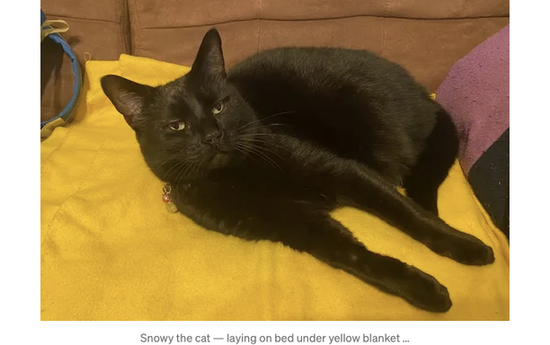 Snowy the cat — laying on bed under yellow blanket ...